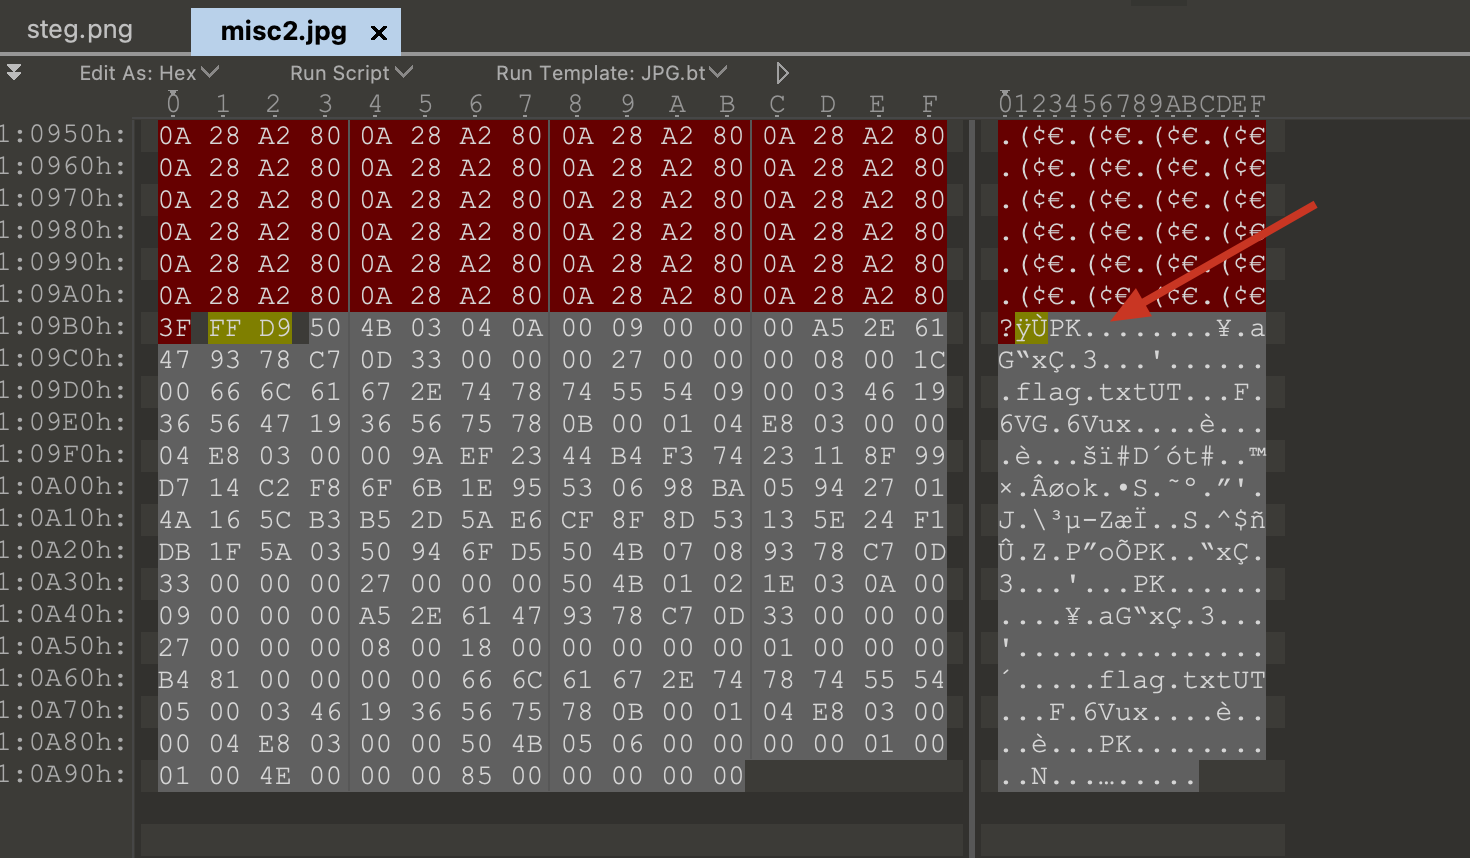 steg.png misc2.jpg ×
Edit As: Hex Run Script Run Template: JPG.bt
0 1 2 3 4 5 6 7 8 9 A B C D E F 0123456789ABCDEF
1:0950h: 0A 28 A2 80 0A 28 A2 80 0A 28 A2 80 0A 28 A2 80 .(¢€.(¢€.(¢€.(¢€
1:0960h: 0A 28 A2 80 0A 28 A2 80 0A 28 A2 80 0A 28 A2 80 .(¢€.(¢€.(¢€.(¢€
1:0970h: 0A 28 A2 80 0A 28 A2 80 0A 28 A2 80 0A 28 A2 80 .(¢€.(¢€.(¢€.(¢€
1:0980h: 0A 28 A2 80 0A 28 A2 80 0A 28 A2 80 0A 28 A2 80 .(¢€.(¢€.(¢€.(¢€
1:0990h: 0A 28 A2 80 0A 28 A2 80 0A 28 A2 80 0A 28 A2 80 .(¢€.(¢€.(¢€.(¢€
1:09A0h: 0A 28 A2 80 0A 28 A2 80 0A 28 A2 80 0A 28 A2 80 .(¢€.(¢€.(¢€.(¢€
1:09B0h: 3F FF D9 50 4B 03 04 0A 00 09 00 00 00 A5 2E 61 ?ÿÙPK........¥.a
1:09C0h: 47 93 78 C7 0D 33 00 00 00 27 00 00 00 08 00 1C G“xÇ.3...'......
1:09D0h: 00 66 6C 61 67 2E 74 78 74 55 54 09 00 03 46 19 .flag.txtUT...F.
1:09E0h: 36 56 47 19 36 56 75 78 0B 00 01 04 E8 03 00 00 6VG.6Vux....è...
1:09F0h: 04 E8 03 00 00 9A EF 23 44 B4 F3 74 23 11 8F 99 .è...šï#D´ót#..™
1:0A00h: D7 14 C2 F8 6F 6B 1E 95 53 06 98 BA 05 94 27 01 ×.Âøok.•S.˜º.”'.
1:0A10h: 4A 16 5C B3 B5 2D 5A E6 CF 8F 8D 53 13 5E 24 F1 J.\³µ-ZæÏ..S.^$ñ
1:0A20h: DB 1F 5A 03 50 94 6F D5 50 4B 07 08 93 78 C7 0D Û.Z.P”oÕPK..“xÇ.
1:0A30h: 33 00 00 00 27 00 00 00 50 4B 01 02 1E 03 0A 00 3...'...PK......
1:0A40h: 09 00 00 00 A5 2E 61 47 93 78 C7 0D 33 00 00 00 ....¥.aG“xÇ.3...
1:0A50h: 27 00 00 00 08 00 18 00 00 00 00 00 01 00 00 00 '...............
1:0A60h: B4 81 00 00 00 00 66 6C 61 67 2E 74 78 74 55 54 ´.....flag.txtUT
1:0A70h: 05 00 03 46 19 36 56 75 78 0B 00 01 04 E8 03 00 ...F.6Vux....è..
1:0A80h: 00 04 E8 03 00 00 50 4B 05 06 00 00 00 00 01 00 ..è...PK........
1:0A90h: 01 00 4E 00 00 00 85 00 00 00 00 00 ..N...….....